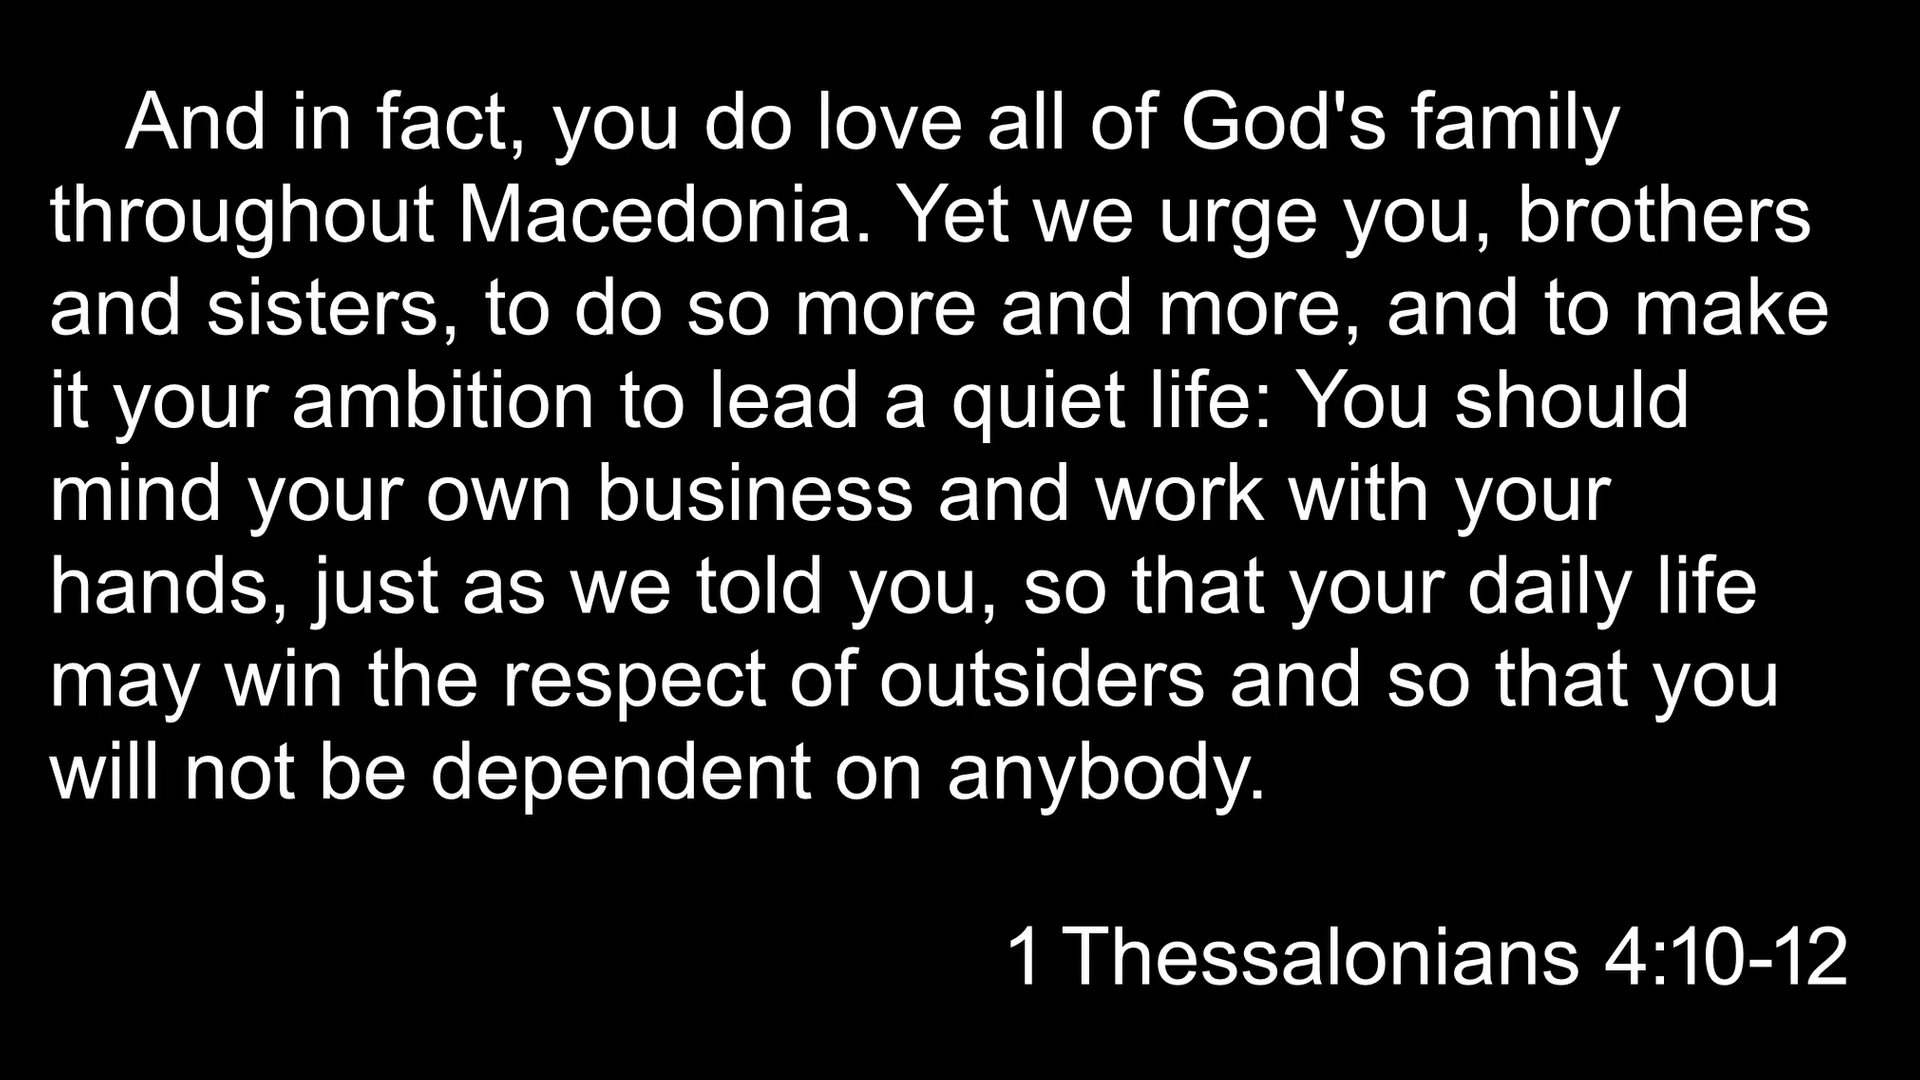 And in fact, you do love all of God's family
throughout Macedonia. Yet we urge you, brothers
and sisters, to do so more and more, and to make
it your ambition to lead a quiet life: You should
mind your own business and work with your
hands, just as we told you, so that your daily life
may win the respect of outsiders and so that you
will not be dependent on anybody.
1 Thessalonians 4:10-12